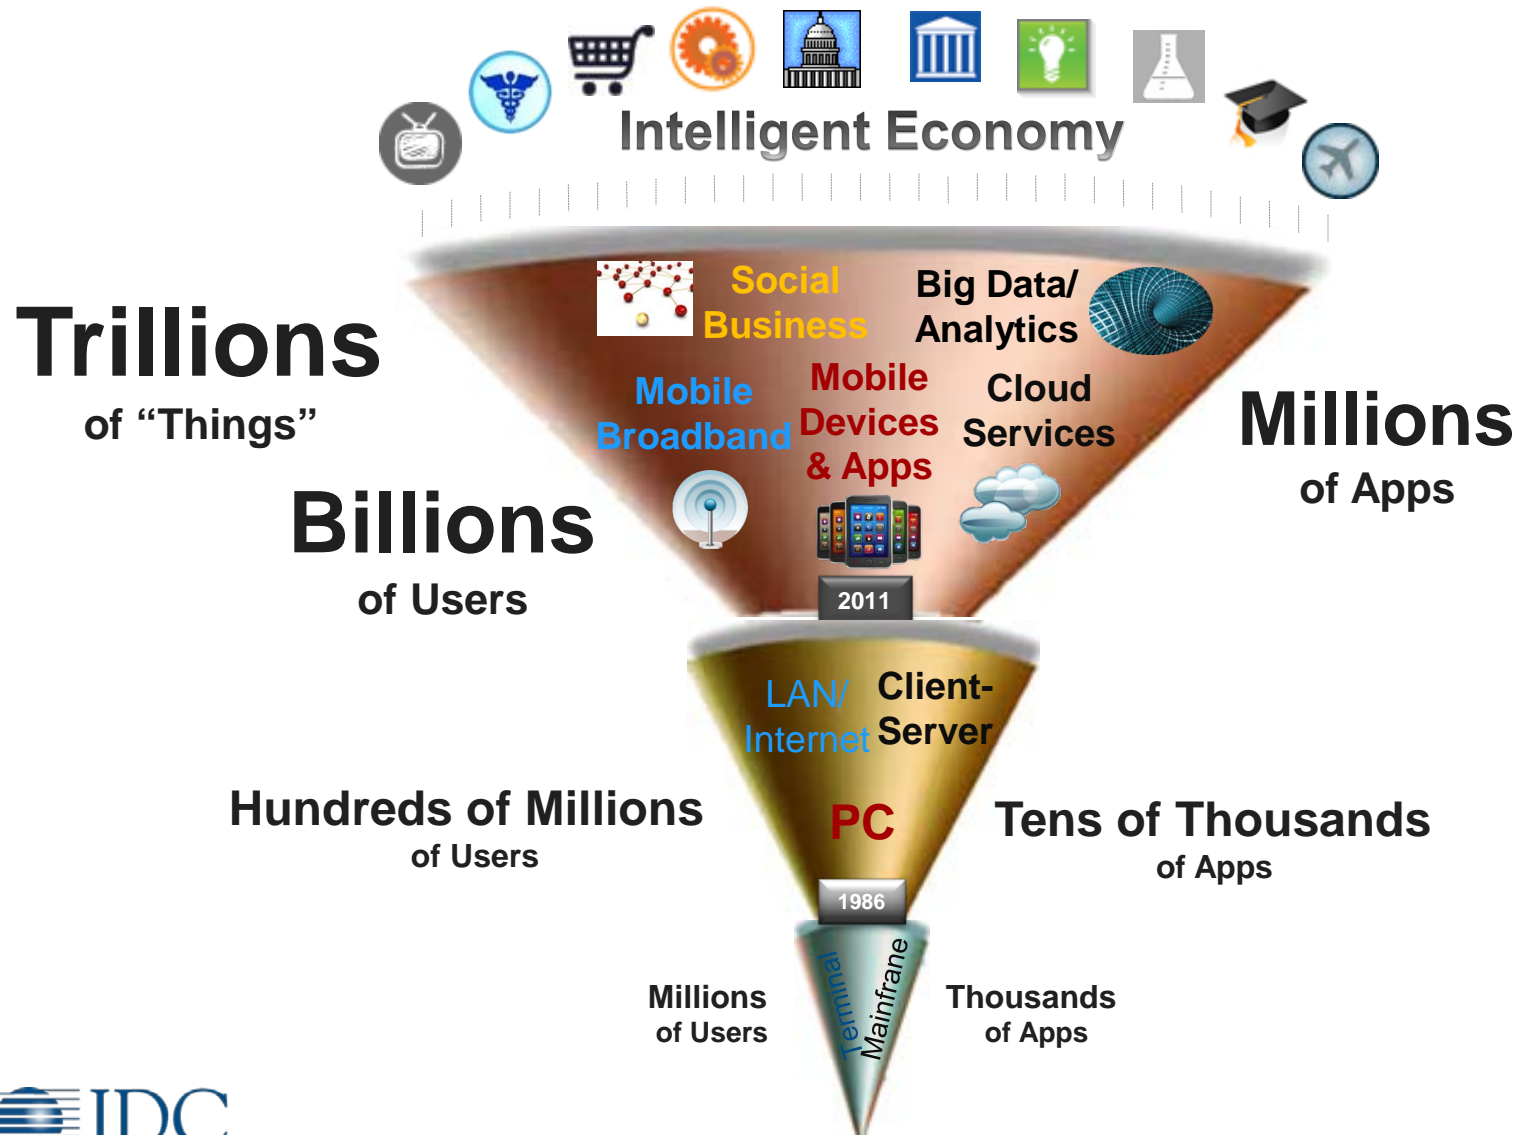 Intelligent Economy
Social
Business
Big Data/
Analytics
Trillions
of “Things”
Mobile
Broadband
Mobile
Devices
& Apps
Cloud
Services
Millions
of Apps
Billions
of Users
2011
LAN/
Internet
Client-
Server
Hundreds of Millions
of Users
PC
Tens of Thousands
of Apps
1986
Terminal
Mainfrane
Millions
of Users
Thousands
of Apps
IDC